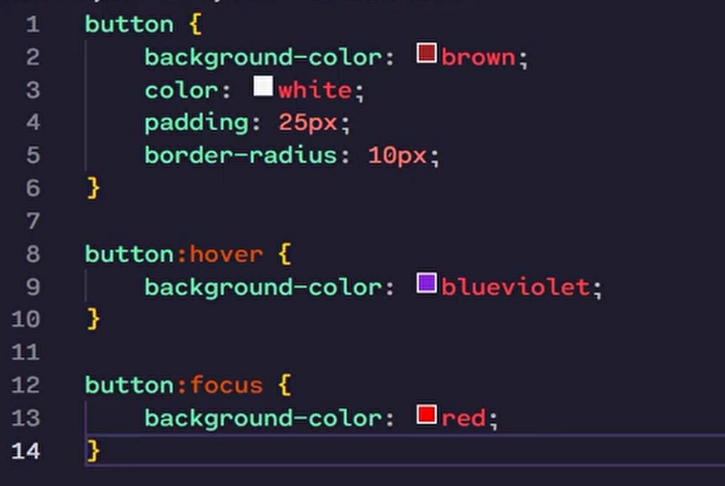 1 button {
2 background-color: brown;
3 color: white;
4 padding: 25px;
5 border-radius: 10px;
6 }
7
8 button:hover {
9 background-color: blueviolet;
10 }
11
12 button:focus {
13 background-color: red;
14 }